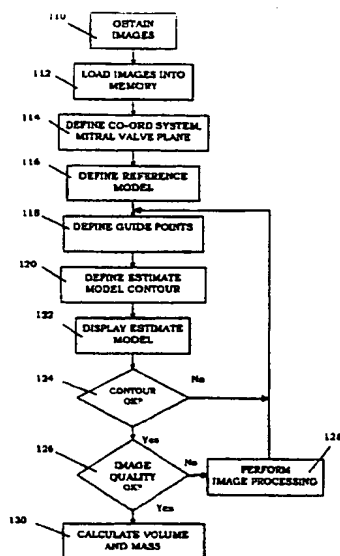 110
OBTAIN
IMAGES
112
LOAD IMAGES INTO
MEMORY
114
DEFINE CO-ORD SYSTEM,
MITRAL VALVE PLANE
116
DEFINE REFERENCE
MODEL
118
DEFINE GUIDE POINTS
120
DEFINE ESTIMATE
MODEL CONTOUR
122
DISPLAY ESTIMATE
MODEL
124
CONTOUR
OK?
No
Yes
126
IMAGE
QUALITY
OK?
No
128
PERFORM
IMAGE PROCESSING
Yes
130
CALCULATE VOLUME
AND MASS